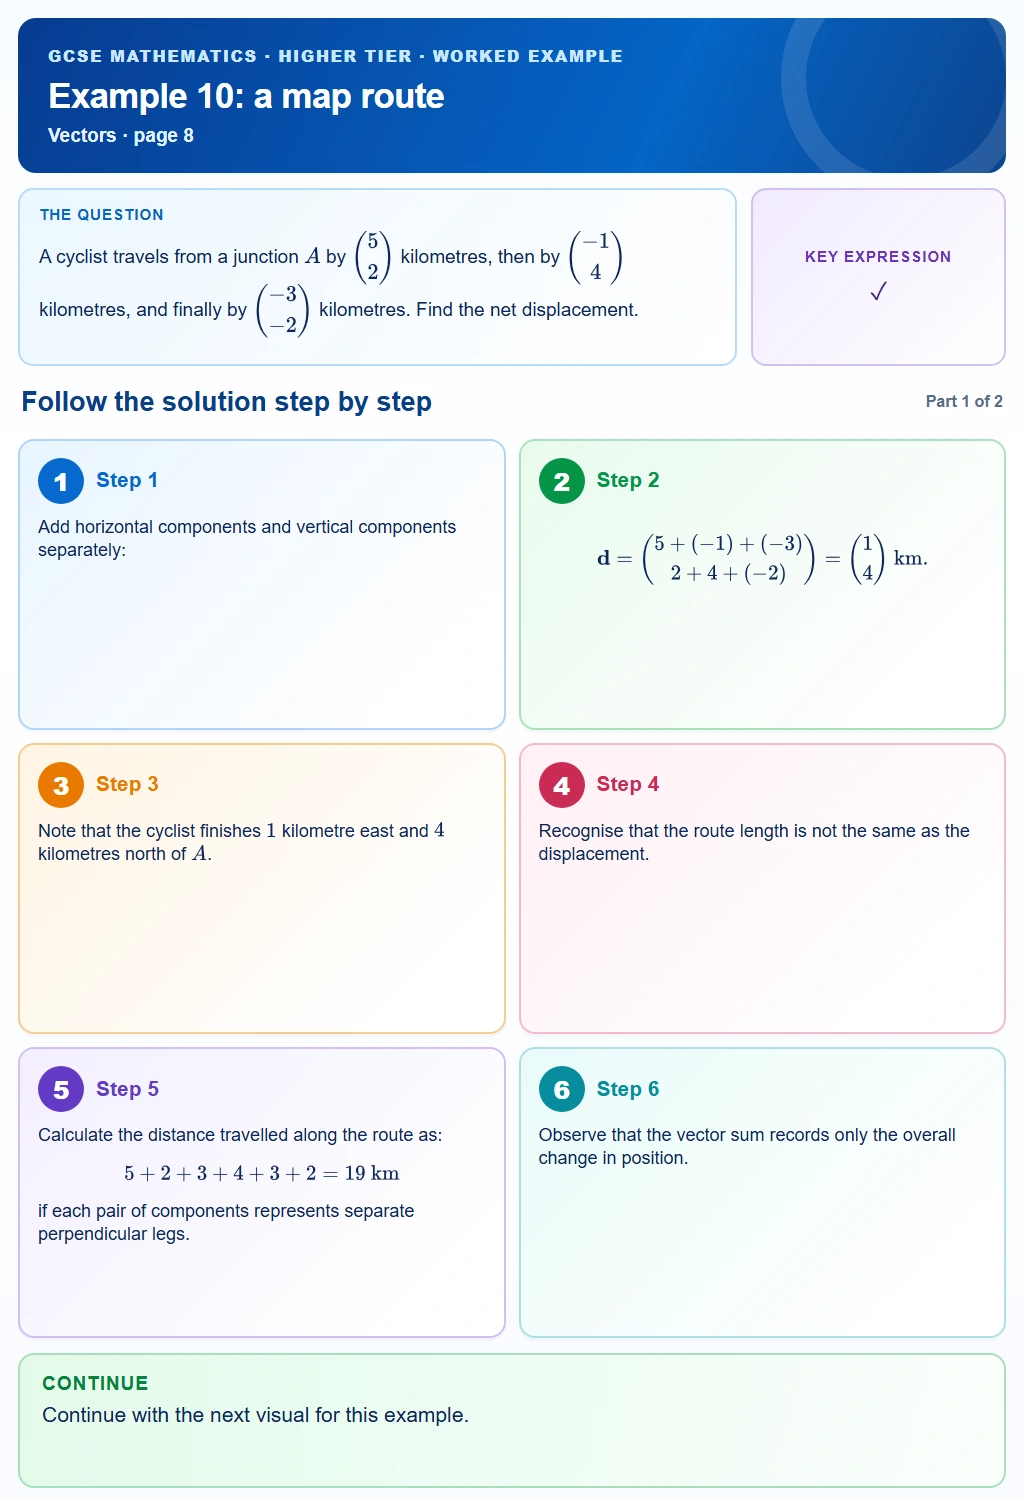 GCSE MATHEMATICS · HIGHER TIER · WORKED EXAMPLE
Example 10: a map route
Vectors · page 8
THE QUESTION
A cyclist travels from a junction A by (5 2) kilometres, then by (−1 4)
kilometres, and finally by (−3 −2) kilometres. Find the net displacement.
KEY EXPRESSION
✓
Follow the solution step by step
Part 1 of 2
1 Step 1
Add horizontal components and vertical components
separately:
2 Step 2
d = (5 + (−1) + (−3) 2 + 4 + (−2)) = (1 4) km.
3 Step 3
Note that the cyclist finishes 1 kilometre east and 4
kilometres north of A.
4 Step 4
Recognise that the route length is not the same as the
displacement.
5 Step 5
Calculate the distance travelled along the route as:
5 + 2 + 3 + 4 + 3 + 2 = 19 km
if each pair of components represents separate
perpendicular legs.
6 Step 6
Observe that the vector sum records only the overall
change in position.
CONTINUE
Continue with the next visual for this example.